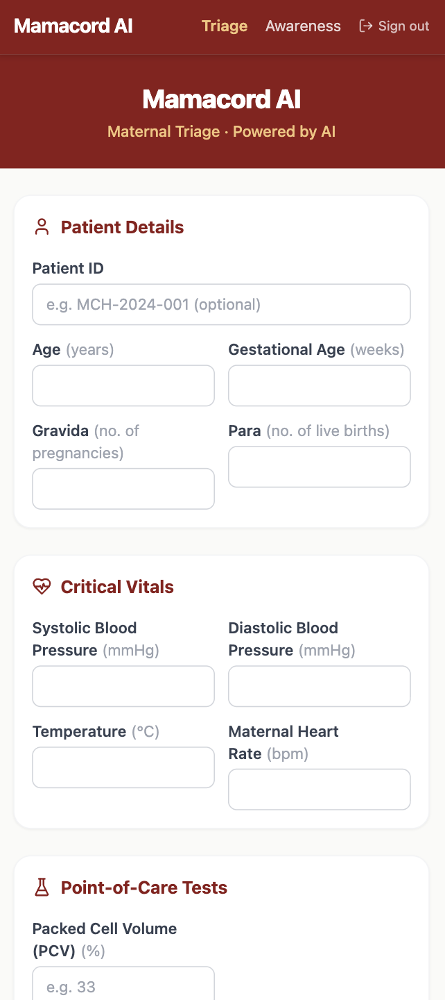 Mamacord AI
Triage
Awareness
Sign out
Mamacord AI
Maternal Triage · Powered by AI
Patient Details
Patient ID
e.g. MCH-2024-001 (optional)
Age (years)
Gestational Age (weeks)
Gravida (no. of
pregnancies)
Para (no. of live births)
Critical Vitals
Systolic Blood
Pressure (mmHg)
Diastolic Blood
Pressure (mmHg)
Temperature (°C)
Maternal Heart
Rate (bpm)
Point-of-Care Tests
Packed Cell Volume
(PCV) (%)
e.g. 33